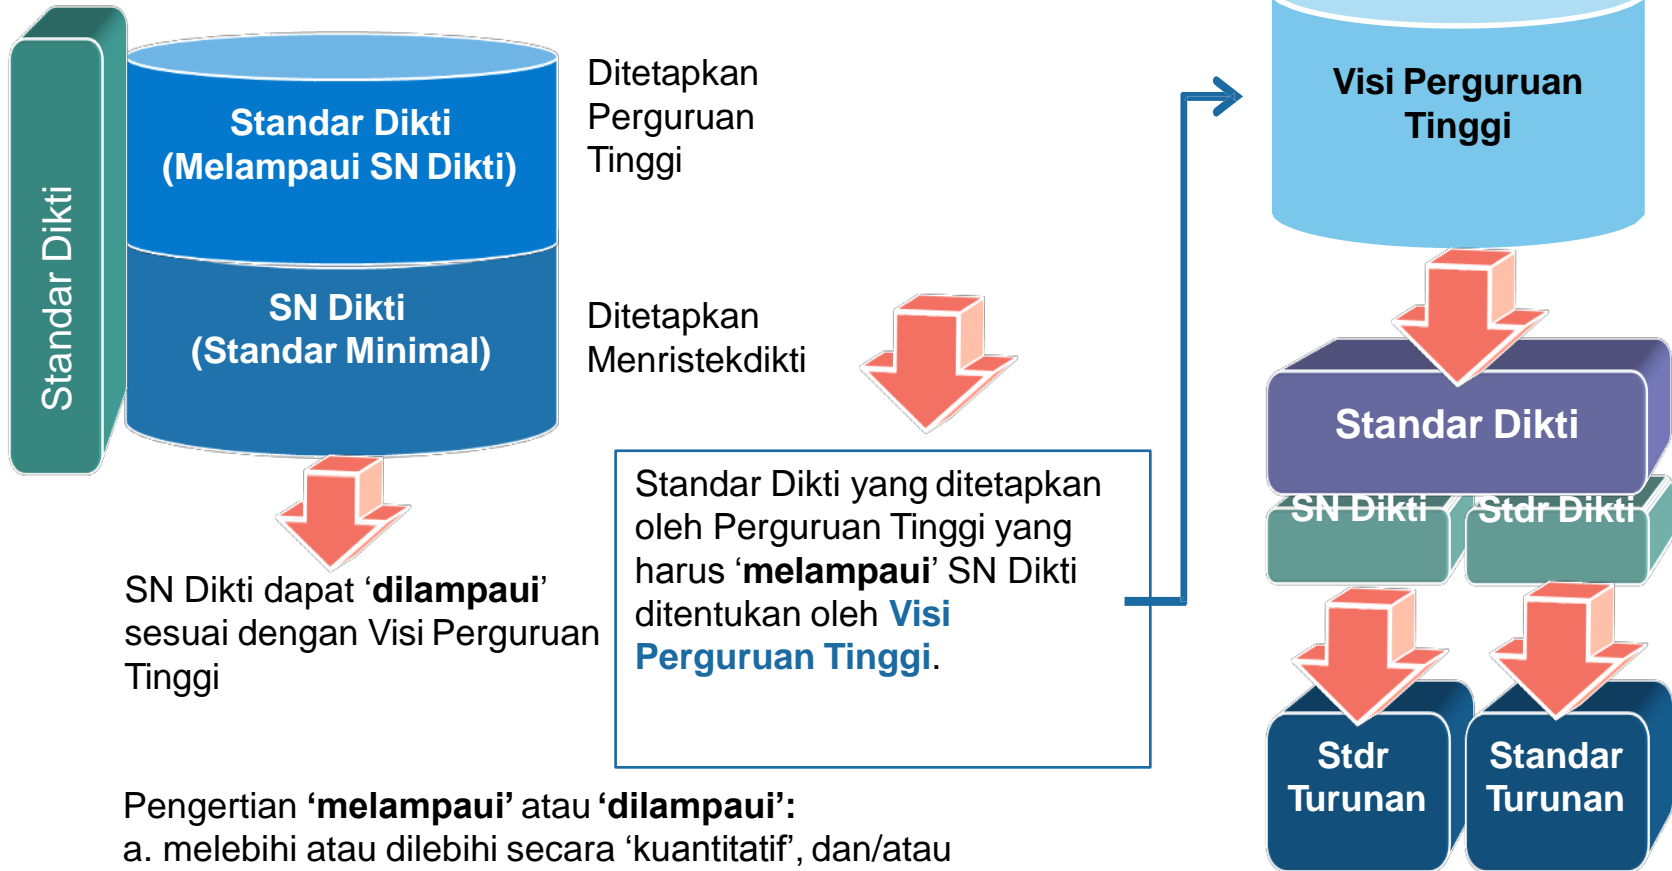 Standar Dikti
Standar Dikti
(Melampaui SN Dikti)
SN Dikti
(Standar Minimal)
Ditetapkan
Perguruan
Tinggi
Ditetapkan
Menristekdikti
SN Dikti dapat ‘dilampaui’
sesuai dengan Visi Perguruan
Tinggi
Standar Dikti yang ditetapkan
oleh Perguruan Tinggi yang
harus ‘melampaui’ SN Dikti
ditentukan oleh Visi
Perguruan Tinggi.
Visi Perguruan
Tinggi
Standar Dikti
SN Dikti
Stdr Dikti
Stdr
Turunan
Standar
Turunan
Pengertian ‘melampaui’ atau ‘dilampaui’:
a. melebihi atau dilebihi secara ‘kuantitatif’, dan/atau